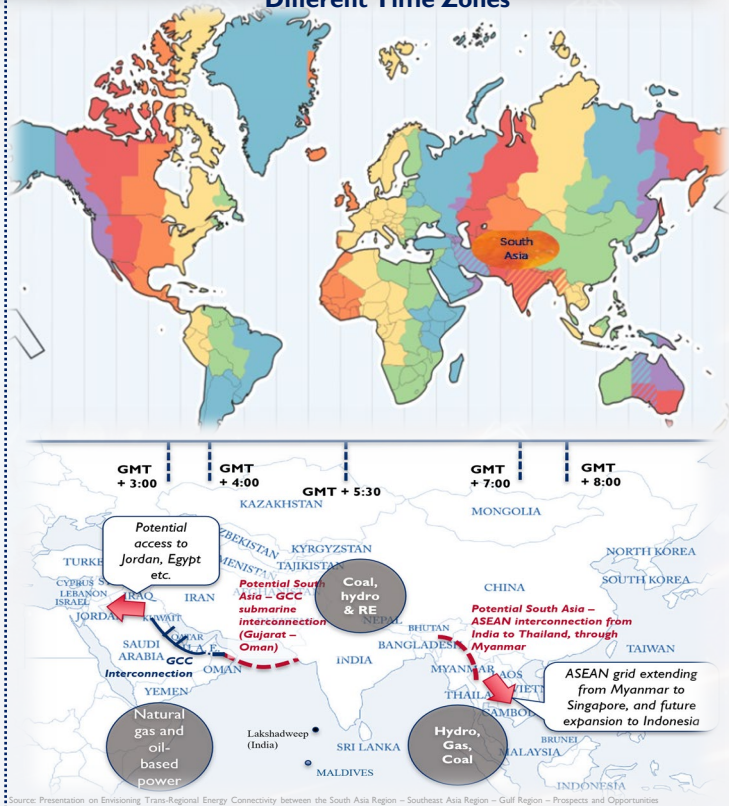 Different Time Zones
South
Asia
GMT
+ 3:00
GMT
+ 4:00
GMT + 5:30
GMT
+ 7:00
GMT
+ 8:00
KAZAKHSTAN
MONGOLIA
Potential
access to
Jordan, Egypt
etc.
KYRGYZSTAN
TAJIKISTAN
NORTH KOREA
SOUTH KOREA
CYPRUS
LEBANON
ISRAEL
IRAQ
IRAN
CHINA
Potential South
Asia – GCC
submarine
interconnection
(Gujarat –
Oman)
Coal,
hydro
& RE
Potential South Asia –
ASEAN interconnection from
India to Thailand, through
Myanmar
KUWAIT
QATAR
U.A.E.
SAUDI
ARABIA
GCC
Interconnection
OMAN
YEMEN
NEPAL
BHUTAN
BANGLADESH
INDIA
MYANMAR
TAIWAN
ASEAN grid extending
from Myanmar to
Singapore, and future
expansion to Indonesia
Natural
gas and
oil-
based
power
Lakshadweep
(India)
SRI LANKA
MALDIVES
Hydro,
Gas,
Coal
BRUNEI
MALAYSIA
INDONESIA
Source: Presentation on Envisioning Trans-Regional Energy Connectivity between the South Asia Region – Southeast Asia Region – Gulf Region – Prospects and Opportunities